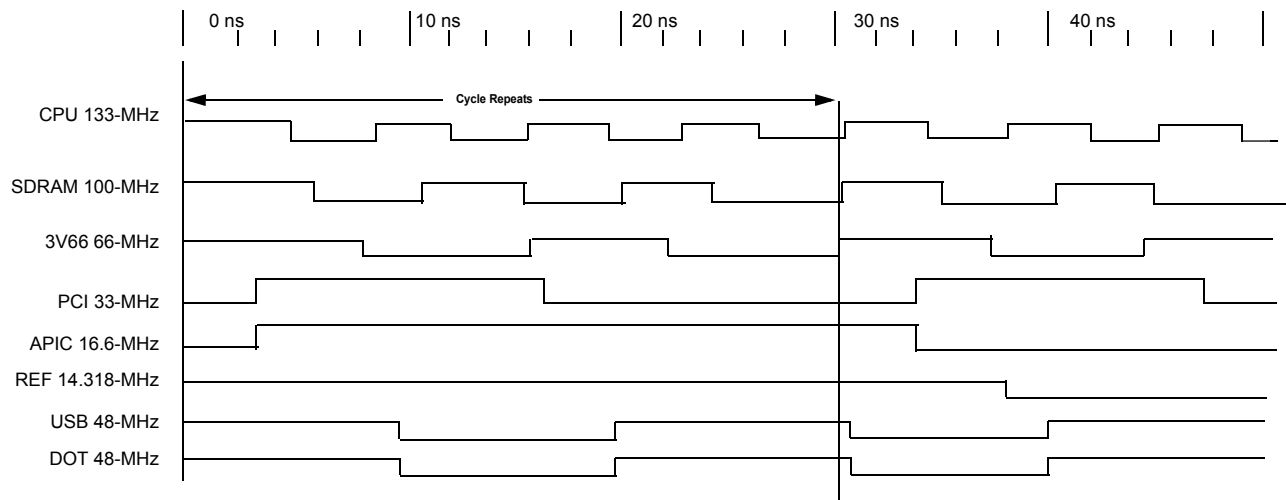 0 ns 10 ns 20 ns 30 ns 40 ns
Cycle Repeats
CPU 133-MHz
SDRAM 100-MHz
3V66 66-MHz
PCI 33-MHz
APIC 16.6-MHz
REF 14.318-MHz
USB 48-MHz
DOT 48-MHz